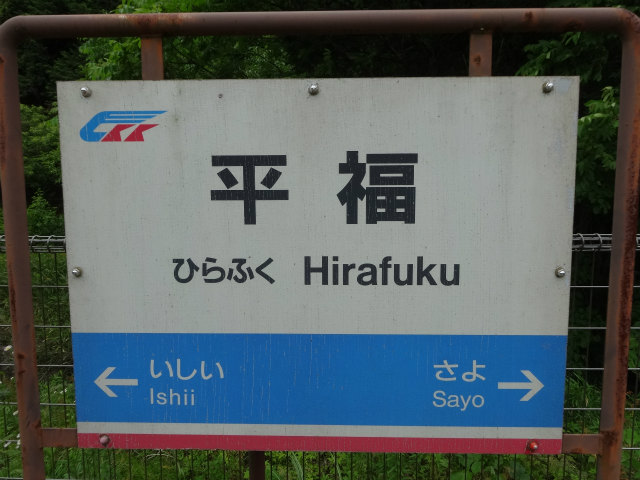 平福
ひらふく Hirafuku
いしい さよ
Ishii Sayo